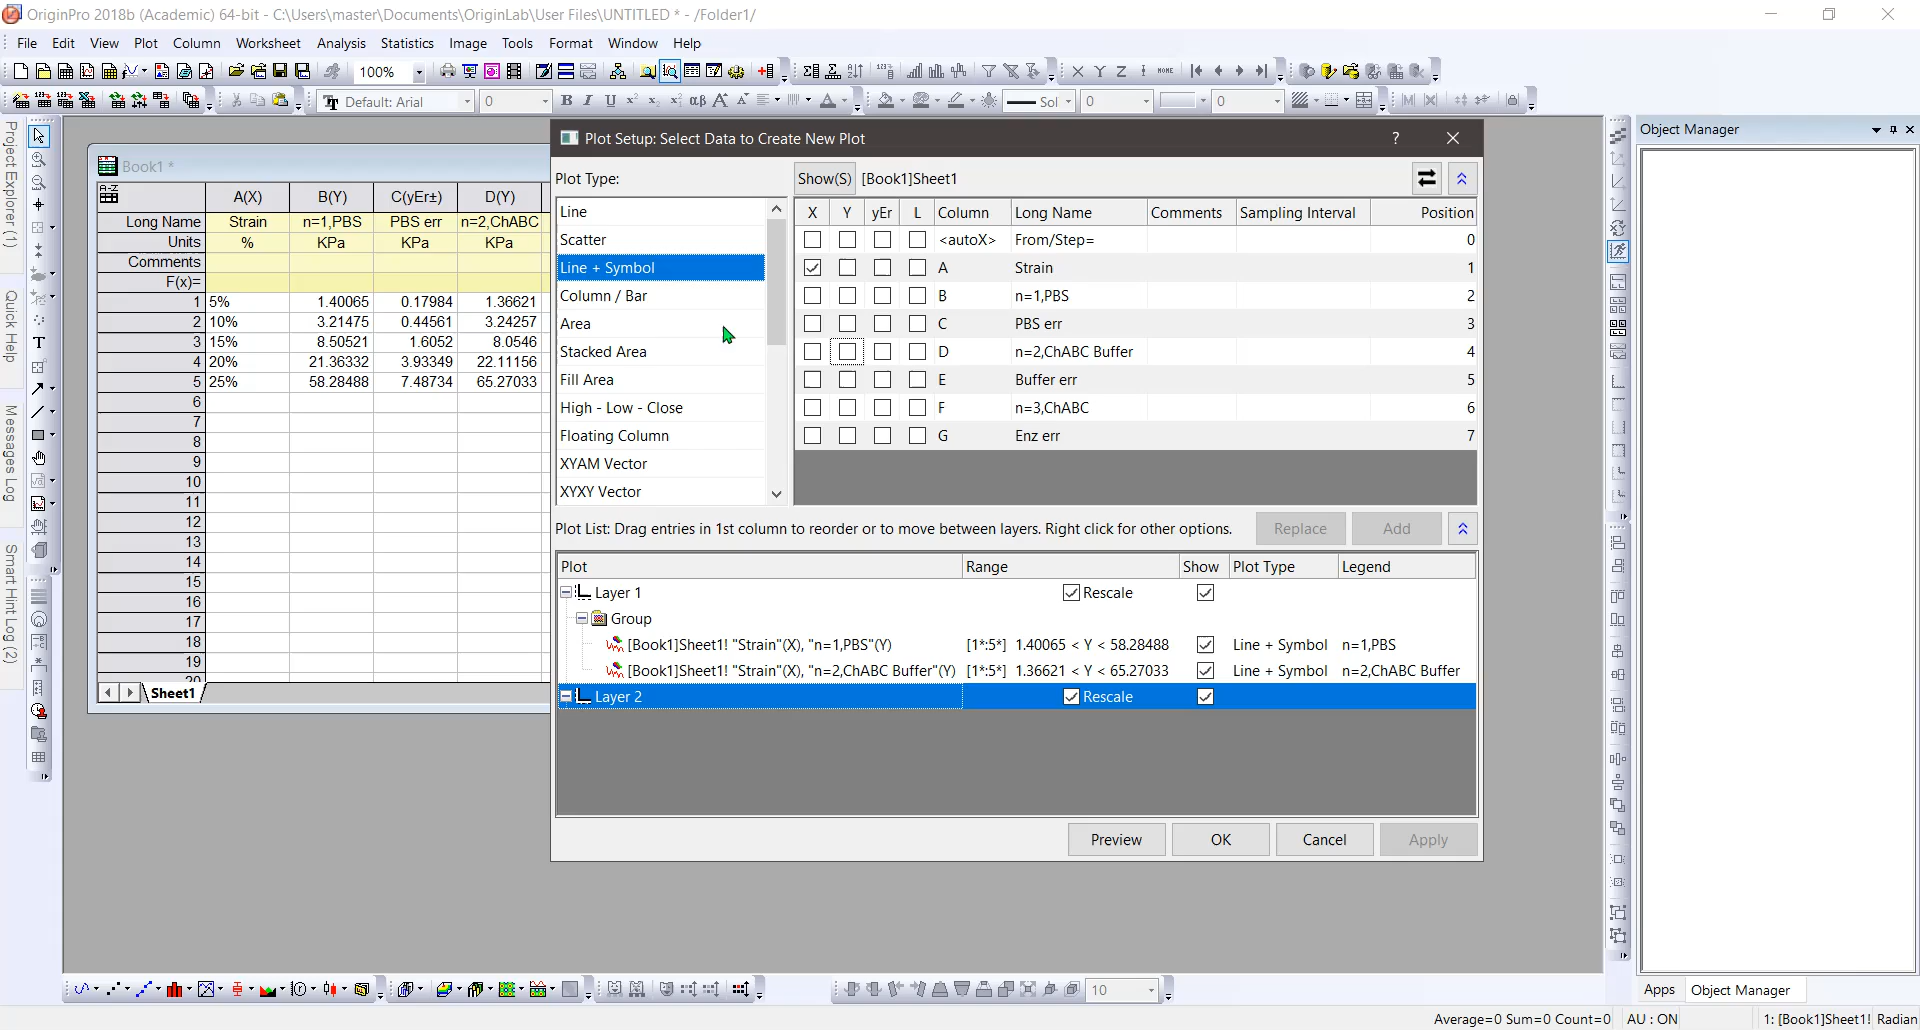 OriginPro 2018b (Academic) 64-bit - C:\Users\master\Documents\OriginLab\User Files\UNTITLED * - /Folder1/
File Edit View Plot Column Worksheet Analysis Statistics Image Tools Format Window Help
100%
Default: Arial 0 B I U Sol 0 0
Project Explorer (1)
Quick Help
Messages Log
Smart Hint Log (2)
Book1 *
A(X) B(Y) C(yEr±) D(Y)
Long Name Strain n=1,PBS PBS err n=2,ChABC
Units % KPa KPa KPa
Comments
F(x)=
1 5% 1.40065 0.17984 1.36621
2 10% 3.21475 0.44561 3.24257
3 15% 8.50521 1.6052 8.0546
4 20% 21.36332 3.93349 22.11156
5 25% 58.28488 7.48734 65.27033
6
7
8
9
10
11
12
13
14
15
16
17
18
19
20
Sheet1
Plot Setup: Select Data to Create New Plot ?
Plot Type:
Line
Scatter
Line + Symbol
Column / Bar
Area
Stacked Area
Fill Area
High - Low - Close
Floating Column
XYAM Vector
XYXY Vector
Show(S) [Book1]Sheet1
X Y yEr L Column Long Name Comments Sampling Interval Position
<autoX> From/Step= 0
A Strain 1
B n=1,PBS 2
C PBS err 3
D n=2,ChABC Buffer 4
E Buffer err 5
F n=3,ChABC 6
G Enz err 7
Plot List: Drag entries in 1st column to reorder or to move between layers. Right click for other options. Replace Add
Plot Range Show Plot Type Legend
Layer 1 Rescale
Group
[Book1]Sheet1! "Strain"(X), "n=1,PBS"(Y) [1*:5*] 1.40065 < Y < 58.28488 Line + Symbol n=1,PBS
[Book1]Sheet1! "Strain"(X), "n=2,ChABC Buffer"(Y) [1*:5*] 1.36621 < Y < 65.27033 Line + Symbol n=2,ChABC Buffer
Layer 2 Rescale
Preview OK Cancel Apply
Object Manager
10
Apps Object Manager
Average=0 Sum=0 Count=0 AU : ON 1: [Book1]Sheet1! Radian